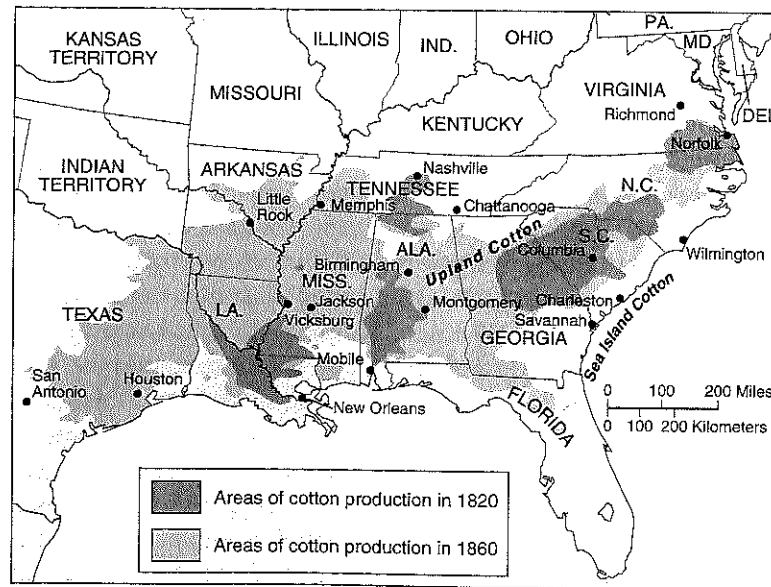 PA.
ILLINOIS
IND.
OHIO
KANSAS
TERRITORY
MD.
MISSOURI
VIRGINIA
Richmond
DEL.
KENTUCKY
Norfolk
INDIAN
TERRITORY
ARKANSAS
Nashville
TENNESSEE
N.C.
Little
Rock
Memphis
Chattanooga
Upland Cotton
S.C.
ALA.
Columbia
Wilmington
Birmingham
MISS.
TEXAS
LA.
Jackson
Vicksburg
Montgomery
Charleston
Savannah
GEORGIA
Sea Island Cotton
Mobile
San
Antonio
Houston
New Orleans
FLORIDA
0 100 200 Miles
0 100 200 Kilometers
Areas of cotton production in 1820
Areas of cotton production in 1860